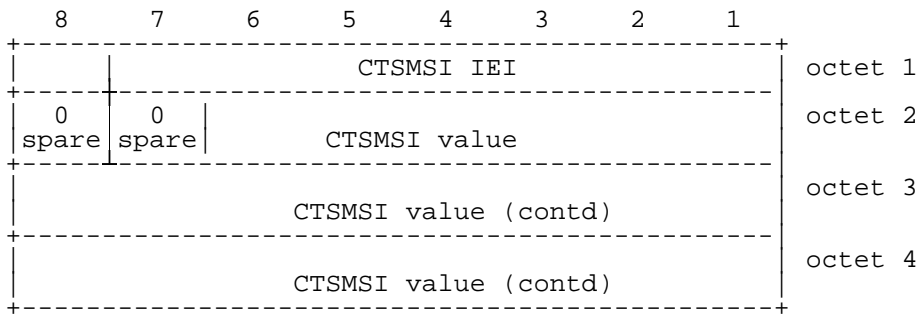 8 7 6 5 4 3 2 1
CTSMSI IEI octet 1
0 0 octet 2
spare spare CTSMSI value
octet 3
CTSMSI value (contd)
octet 4
CTSMSI value (contd)